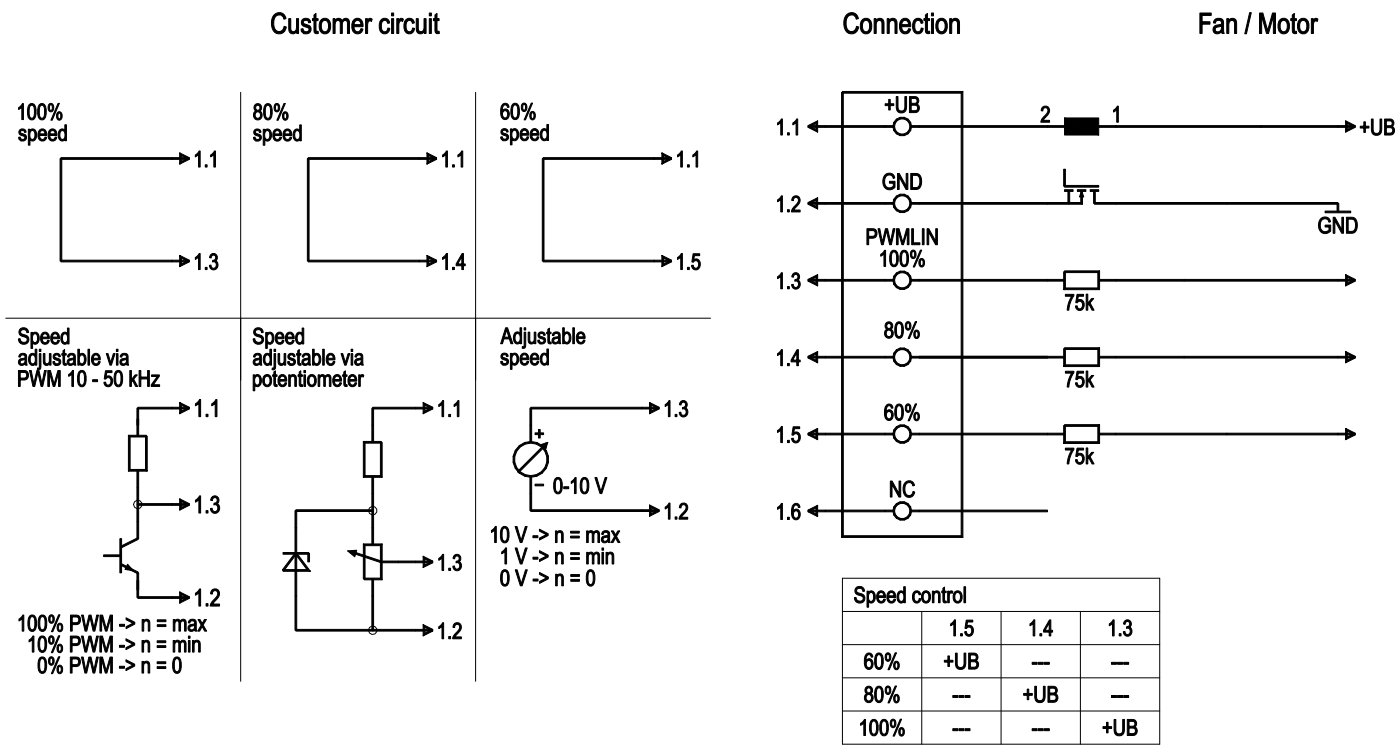 Customer circuit
Connection
Fan / Motor
100%
speed
1.1
1.3
80%
speed
1.1
1.4
60%
speed
1.1
1.5
Speed
adjustable via
PWM 10 - 50 kHz
1.1
1.3
1.2
100% PWM -> n = max
10% PWM -> n = min
0% PWM -> n = 0
Speed
adjustable via
potentiometer
1.1
1.3
1.2
Adjustable
speed
1.3
+
– 0-10 V
1.2
10 V -> n = max
1 V -> n = min
0 V -> n = 0
+UB
1.1
2
1
+UB
GND
1.2
GND
PWMLIN
100%
1.3
75k
80%
1.4
75k
60%
1.5
75k
NC
1.6
Speed control
1.5 1.4 1.3
60% +UB --- ---
80% --- +UB ---
100% --- --- +UB